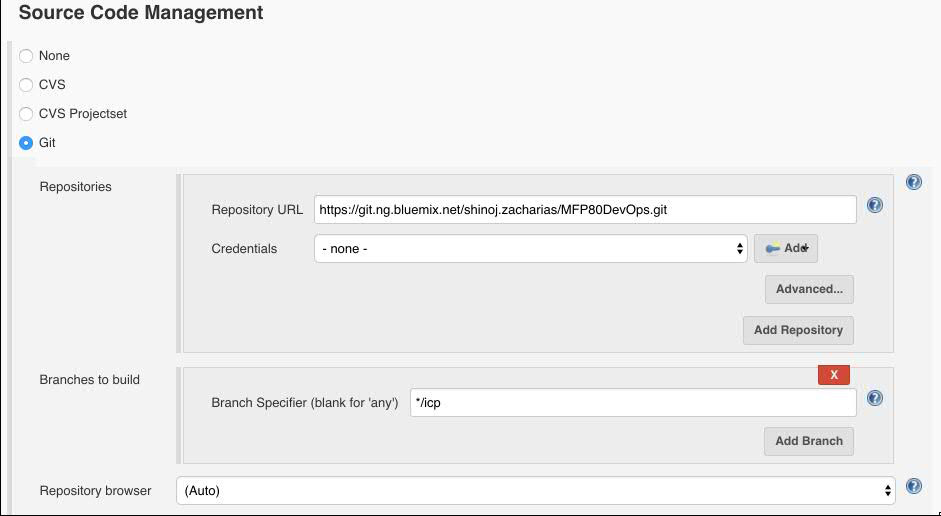 Source Code Management
None
CVS
CVS Projectset
Git
Repositories
Repository URL https://git.ng.bluemix.net/shinoj.zacharias/MFP80DevOps.git
Credentials - none - Add
Advanced...
Add Repository
Branches to build
X
Branch Specifier (blank for 'any') */icp
Add Branch
Repository browser (Auto)